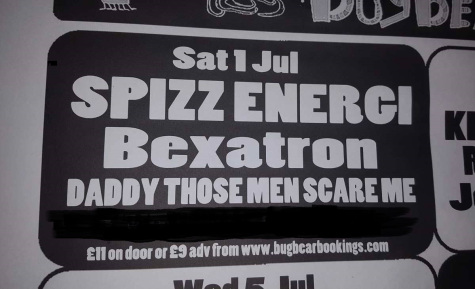 Sat 1 Jul
SPIZZ ENERGI
Bexatron
DADDY THOSE MEN SCARE ME
£11 on door or £9 adv from www.bugbearbookings.com
Wed 5 Jul